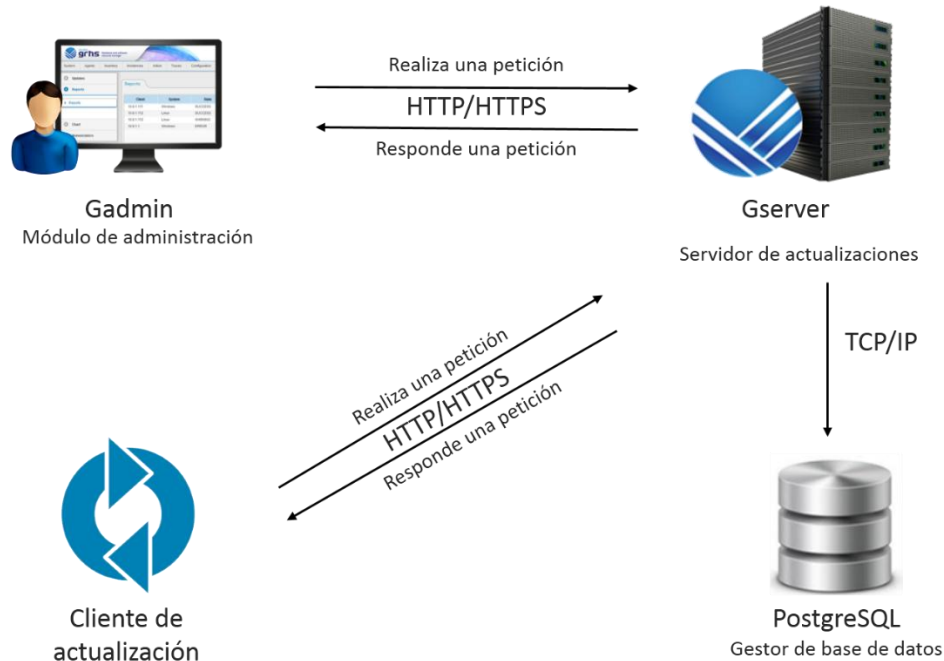 grhs
Realiza una petición
HTTP/HTTPS
Responde una petición
Gadmin
Módulo de administración
Gserver
Servidor de actualizaciones
TCP/IP
Realiza una petición
HTTP/HTTPS
Responde una petición
Cliente de
actualización
PostgreSQL
Gestor de base de datos